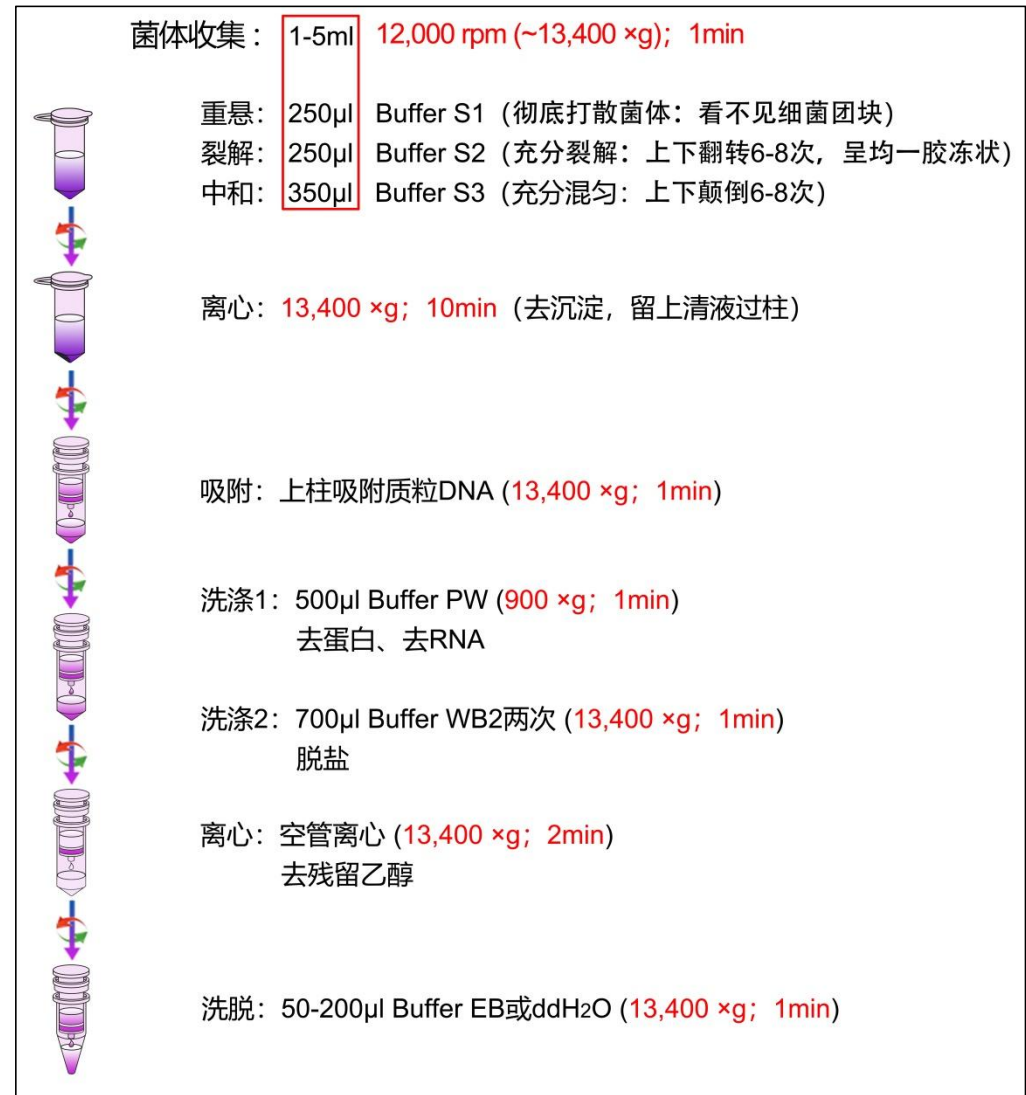 菌体收集： 1-5ml 12,000 rpm (~13,400 ×g)；1min
重悬：250μl Buffer S1（彻底打散菌体：看不见细菌团块）
裂解：250μl Buffer S2（充分裂解：上下翻转6-8次，呈均一胶冻状）
中和：350μl Buffer S3（充分混匀：上下颠倒6-8次）
离心：13,400 ×g；10min（去沉淀，留上清液过柱）
吸附：上柱吸附质粒DNA (13,400 ×g；1min)
洗涤1：500μl Buffer PW (900 ×g；1min)
去蛋白、去RNA
洗涤2：700μl Buffer WB2两次 (13,400 ×g；1min)
脱盐
离心：空管离心 (13,400 ×g；2min)
去残留乙醇
洗脱：50-200μl Buffer EB或ddH2O (13,400 ×g；1min)